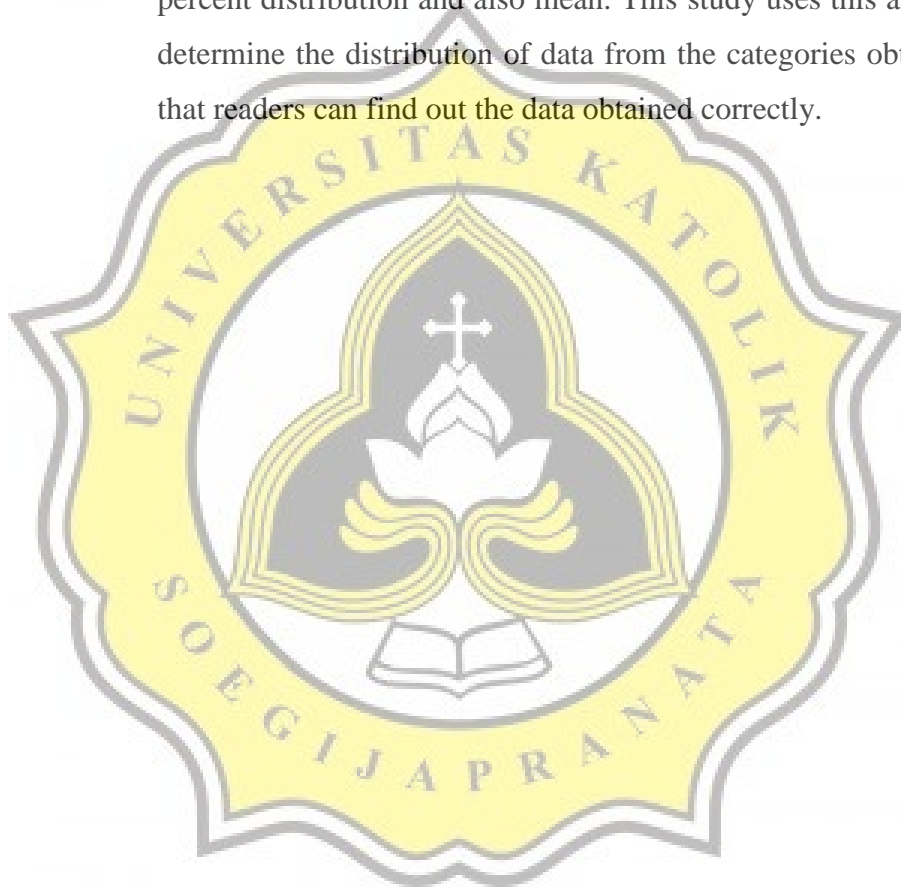 percent distribution and also mean. This study uses this a
determine the distribution of data from the categories ob
that readers can find out the data obtained correctly.
UNIVERSITAS KATOLIK
SOEGIJAPRANATA